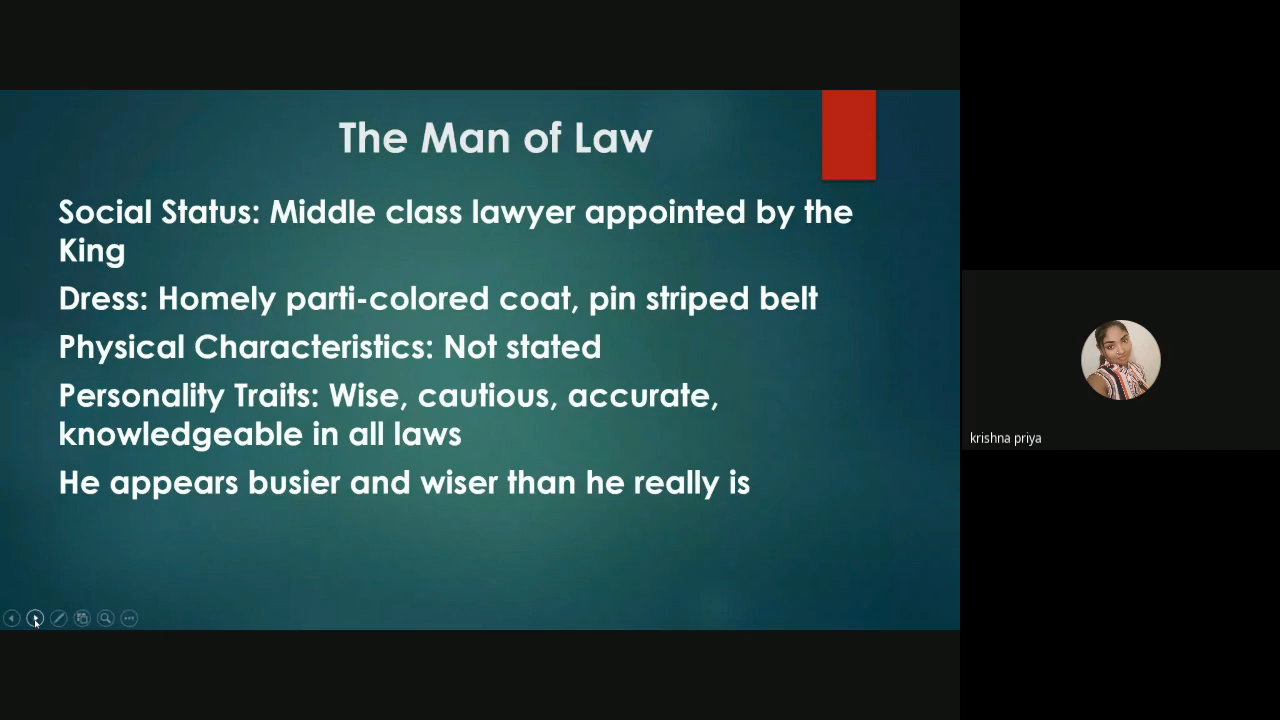 The Man of Law
Social Status: Middle class lawyer appointed by the
King
Dress: Homely parti-colored coat, pin striped belt
Physical Characteristics: Not stated
Personality Traits: Wise, cautious, accurate,
knowledgeable in all laws
He appears busier and wiser than he really is
krishna priya